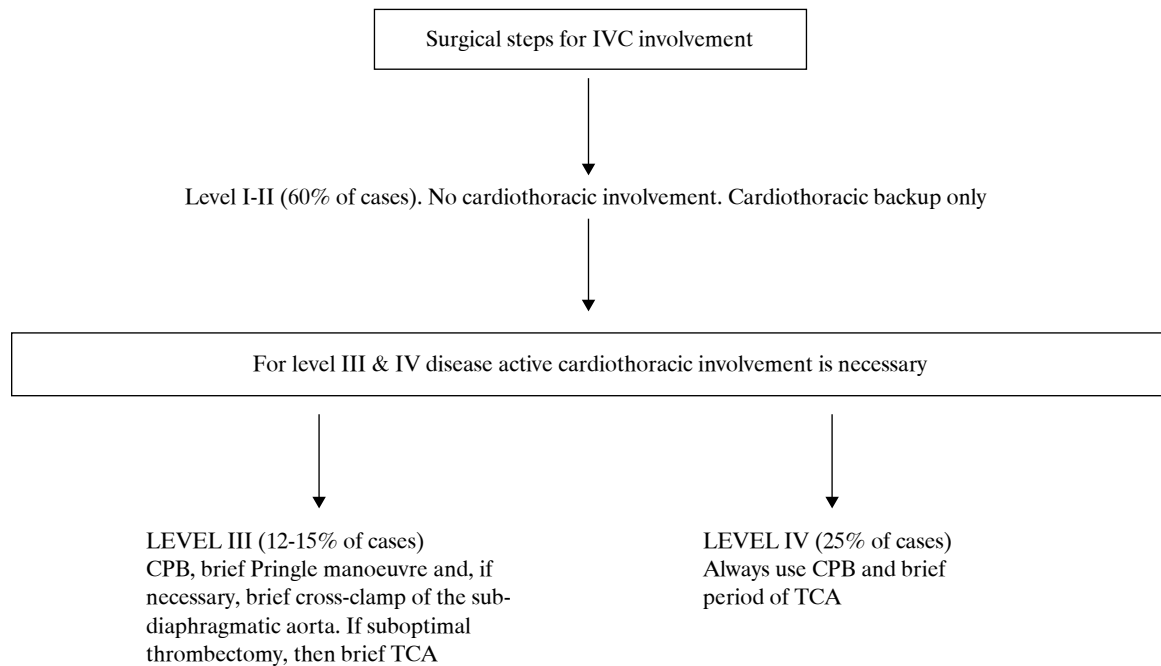 Surgical steps for IVC involvement
Level I-II (60% of cases). No cardiothoracic involvement. Cardiothoracic backup only
For level III & IV disease active cardiothoracic involvement is necessary
LEVEL III (12-15% of cases)
CPB, brief Pringle manoeuvre and, if
necessary, brief cross-clamp of the sub-
diaphragmatic aorta. If suboptimal
thrombectomy, then brief TCA
LEVEL IV (25% of cases)
Always use CPB and brief
period of TCA